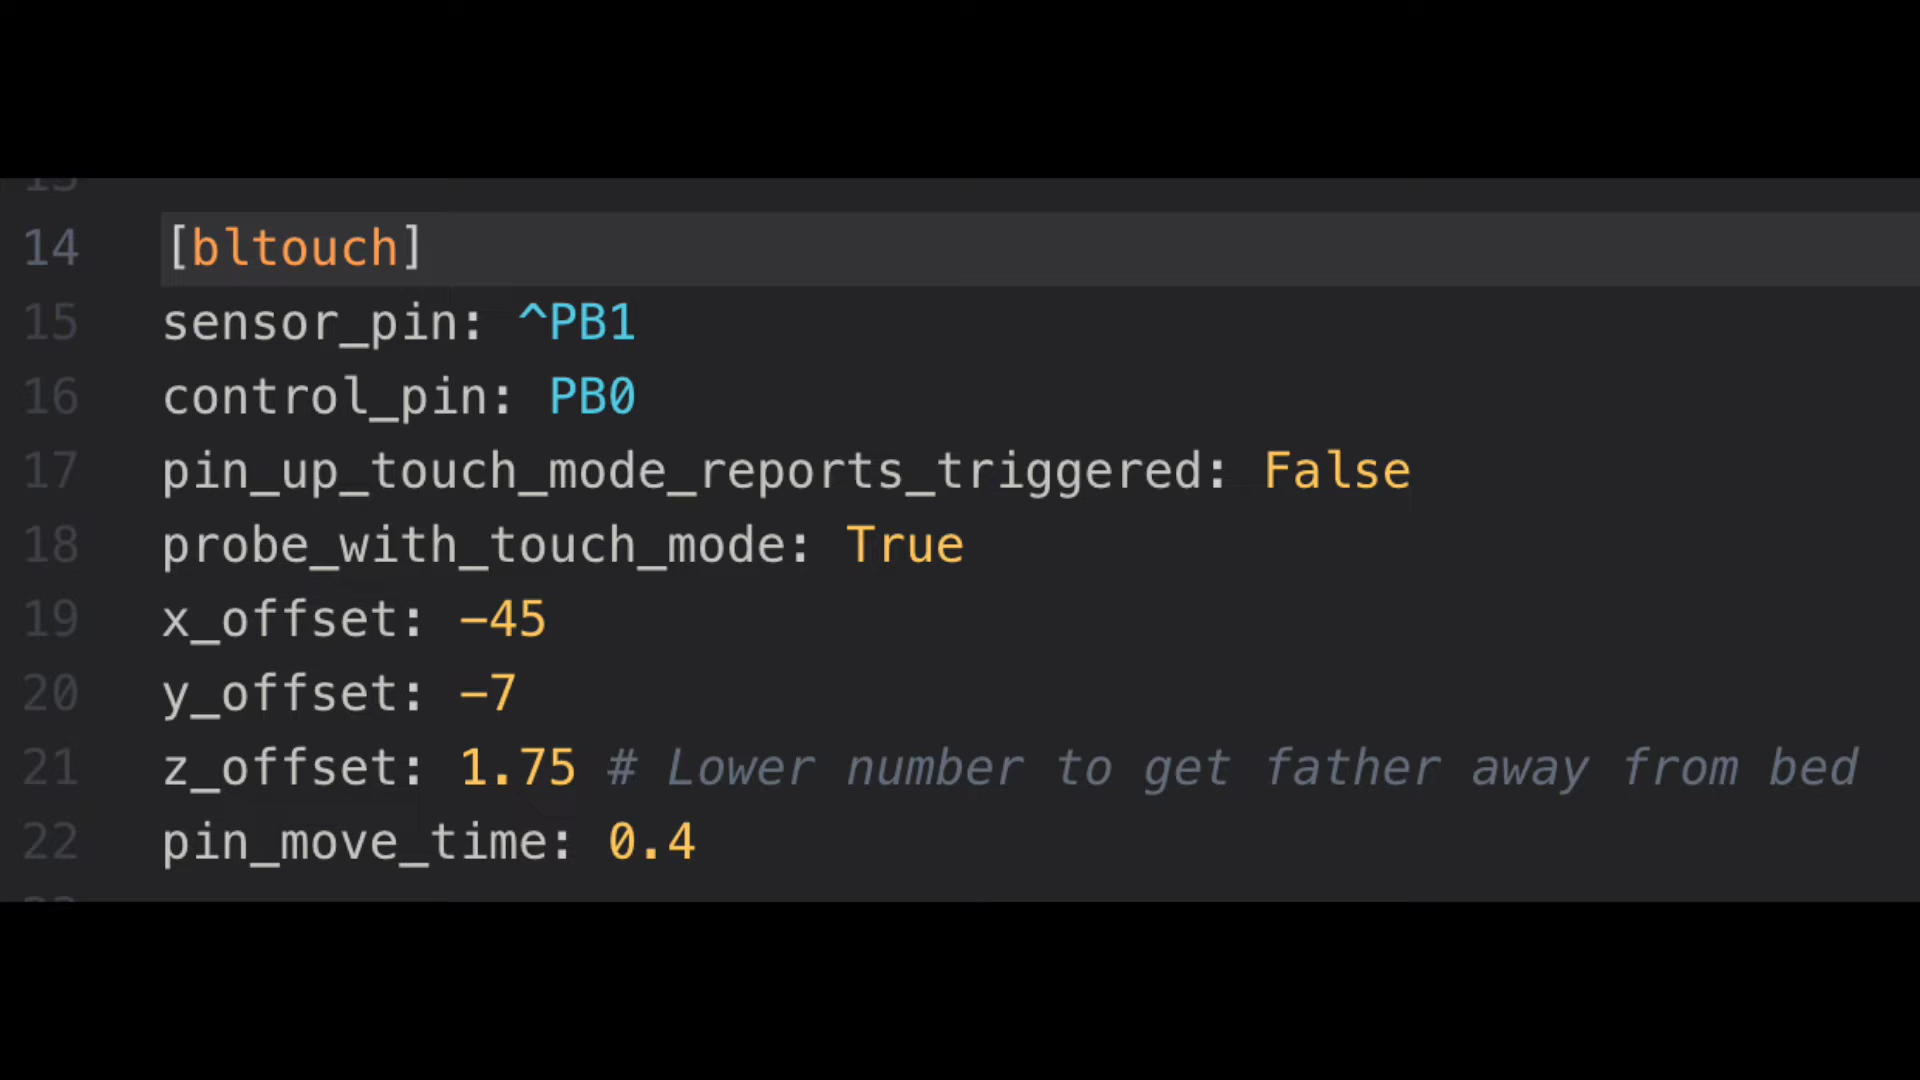 14 [bltouch]
15 sensor_pin: ^PB1
16 control_pin: PB0
17 pin_up_touch_mode_reports_triggered: False
18 probe_with_touch_mode: True
19 x_offset: -45
20 y_offset: -7
21 z_offset: 1.75 # Lower number to get father away from bed
22 pin_move_time: 0.4